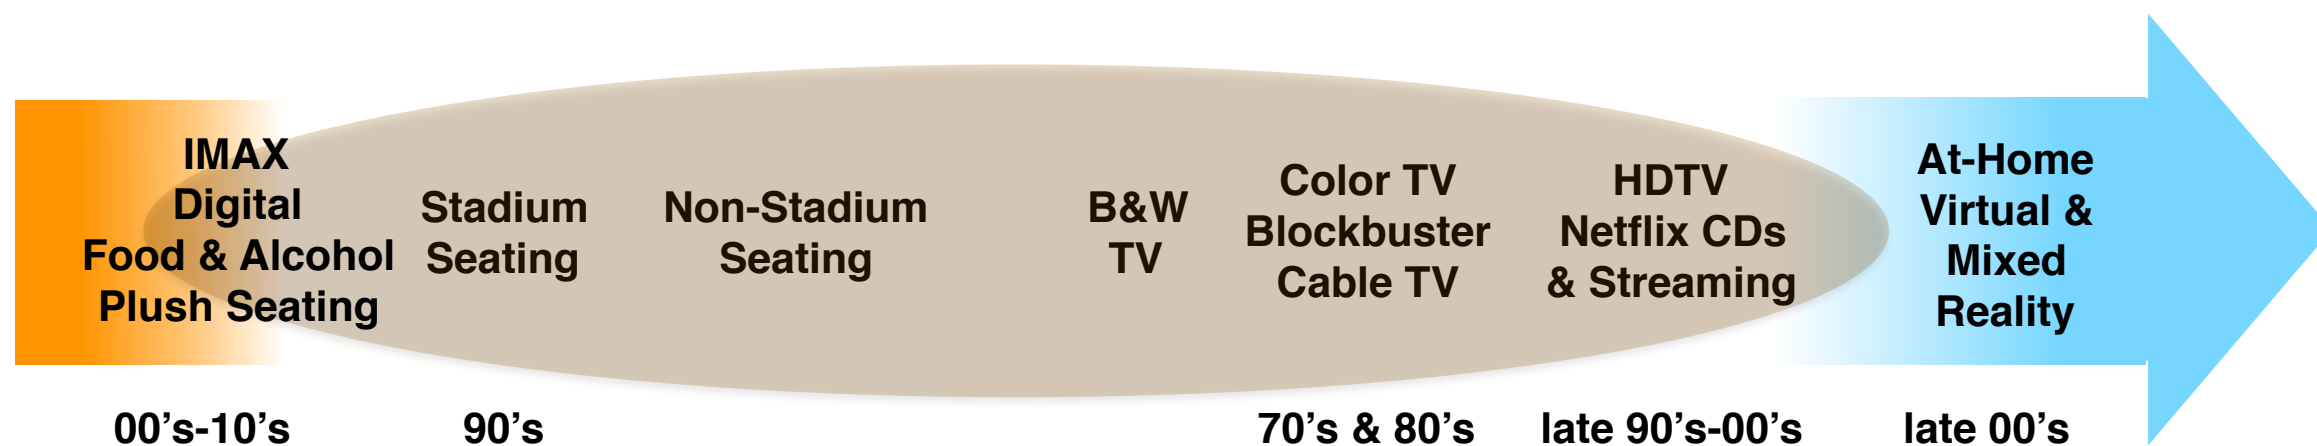 IMAX
Digital
Food & Alcohol
Plush Seating
Stadium
Seating
Non-Stadium
Seating
B&W
TV
Color TV
Blockbuster
Cable TV
HDTV
Netflix CDs
& Streaming
At-Home
Virtual &
Mixed
Reality
00’s-10’s
90’s
70’s & 80’s
late 90’s-00’s
late 00’s